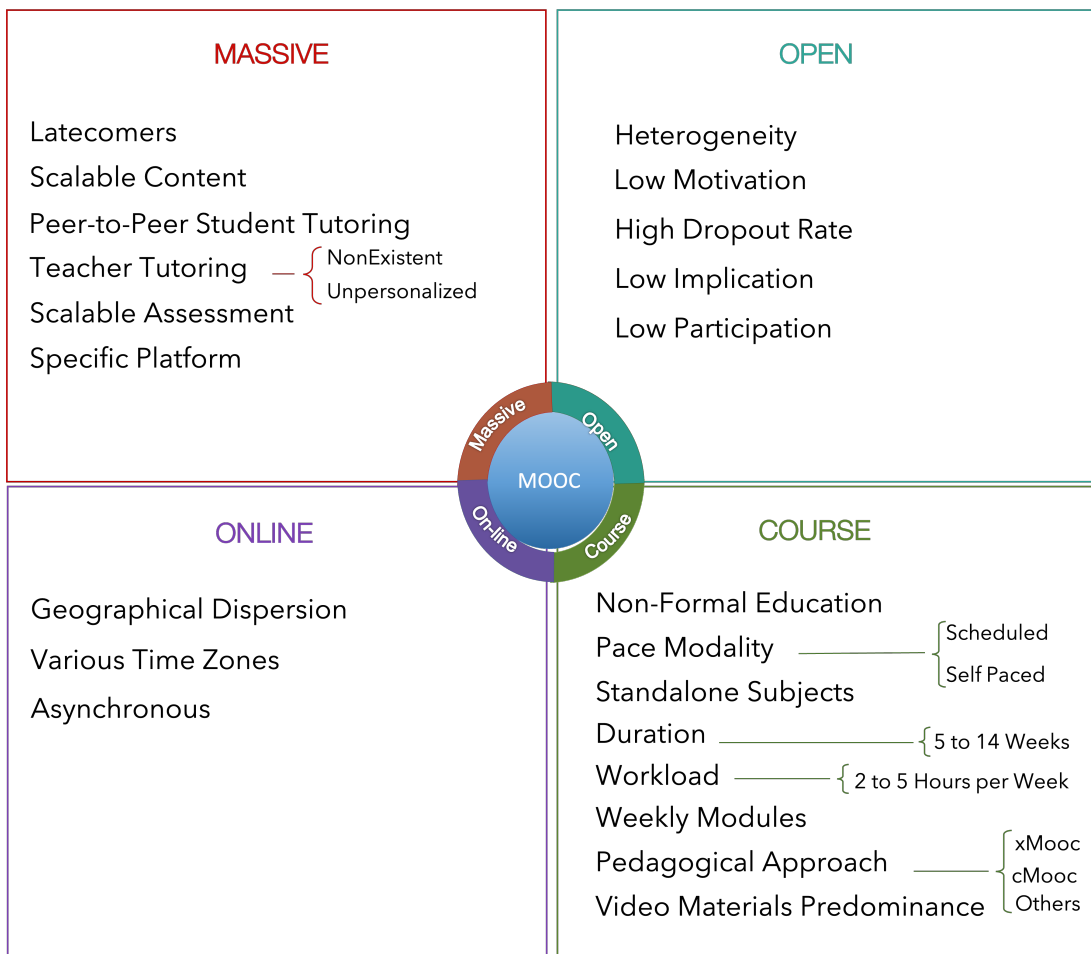 MASSIVE
Latecomers
Scalable Content
Peer-to-Peer Student Tutoring
Teacher Tutoring
NonExistent
Unpersonalized
Scalable Assessment
Specific Platform
OPEN
Heterogeneity
Low Motivation
High Dropout Rate
Low Implication
Low Participation
Massive
Open
MOOC
On-line
Course
ONLINE
Geographical Dispersion
Various Time Zones
Asynchronous
COURSE
Non-Formal Education
Pace Modality
Scheduled
Self Paced
Standalone Subjects
Duration
5 to 14 Weeks
Workload
2 to 5 Hours per Week
Weekly Modules
Pedagogical Approach
xMooc
cMooc
Others
Video Materials Predominance